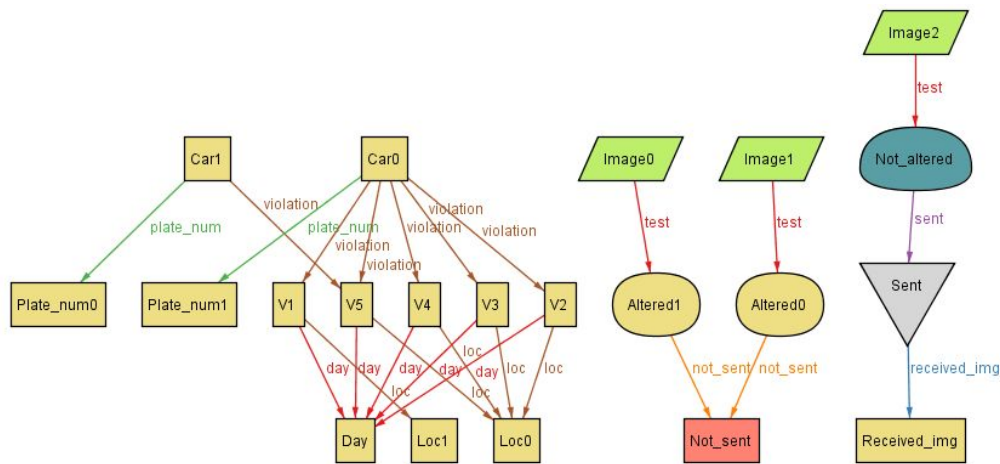 Image2
test
Car1
Car0
Image0
Image1
Not_altered
violation
violation
violation
plate_num
plate_num
violation
violation
violation
test
test
sent
Plate_num0
Plate_num1
V1
V5
V4
V3
V2
Altered1
Altered0
Sent
loc
day
day
day
day
loc
loc
loc
loc
not_sent
not_sent
received_img
Day
Loc1
Loc0
Not_sent
Received_img